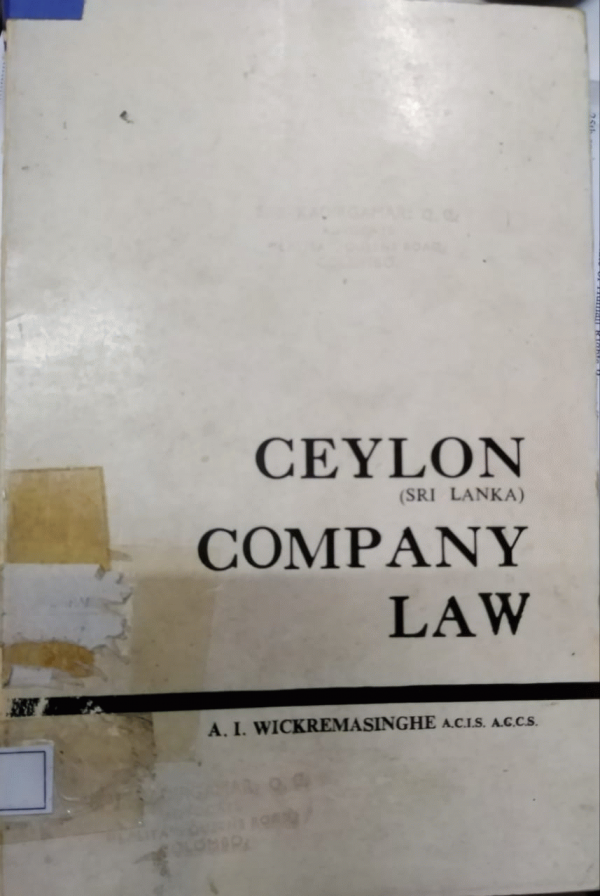 CEYLON
(SRI LANKA)
COMPANY
LAW
A. I. WICKREMASINGHE A.C.I.S. A.G.C.S.